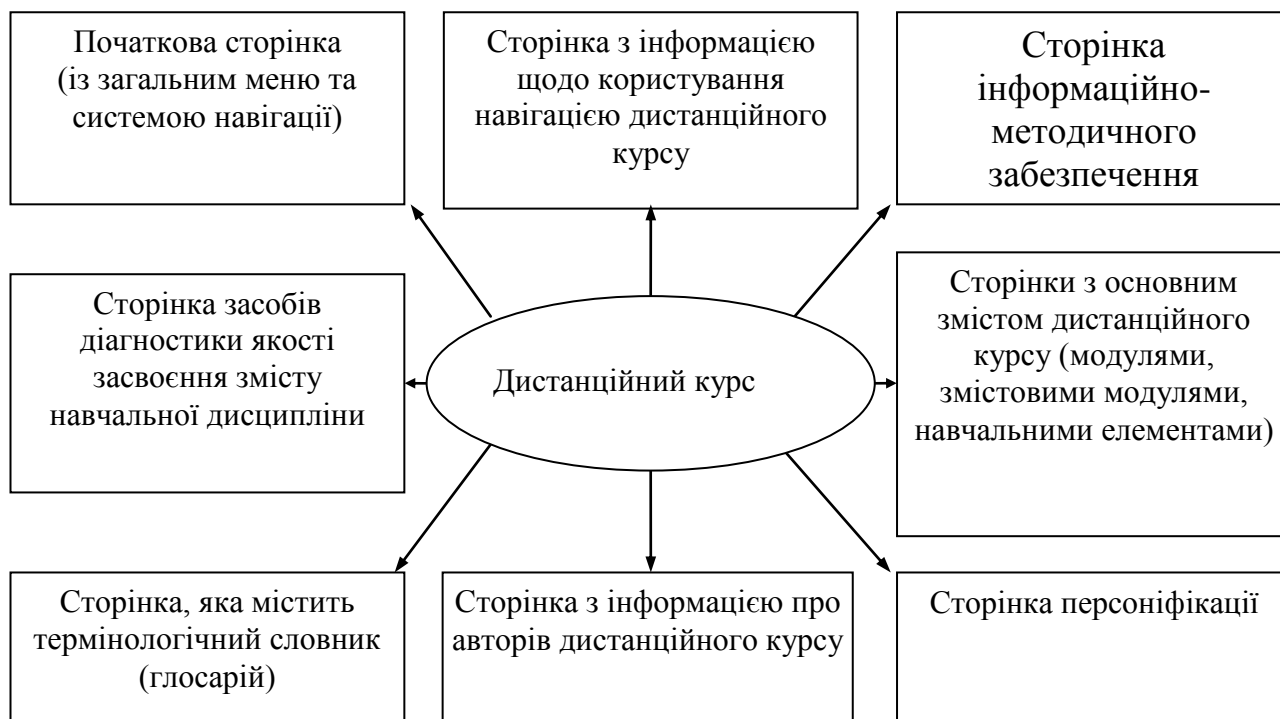 Початкова сторінка
(із загальним меню та
системою навігації)
Сторінка з інформацією
щодо користування
навігацією дистанційного
курсу
Сторінка
інформаційно-
методичного
забезпечення
Сторінка засобів
діагностики якості
засвоєння змісту
навчальної дисципліни
Дистанційний курс
Сторінки з основним
змістом дистанційного
курсу (модулями,
змістовими модулями,
навчальними елементами)
Сторінка, яка містить
термінологічний словник
(глосарій)
Сторінка з інформацією про
авторів дистанційного курсу
Сторінка персоніфікації